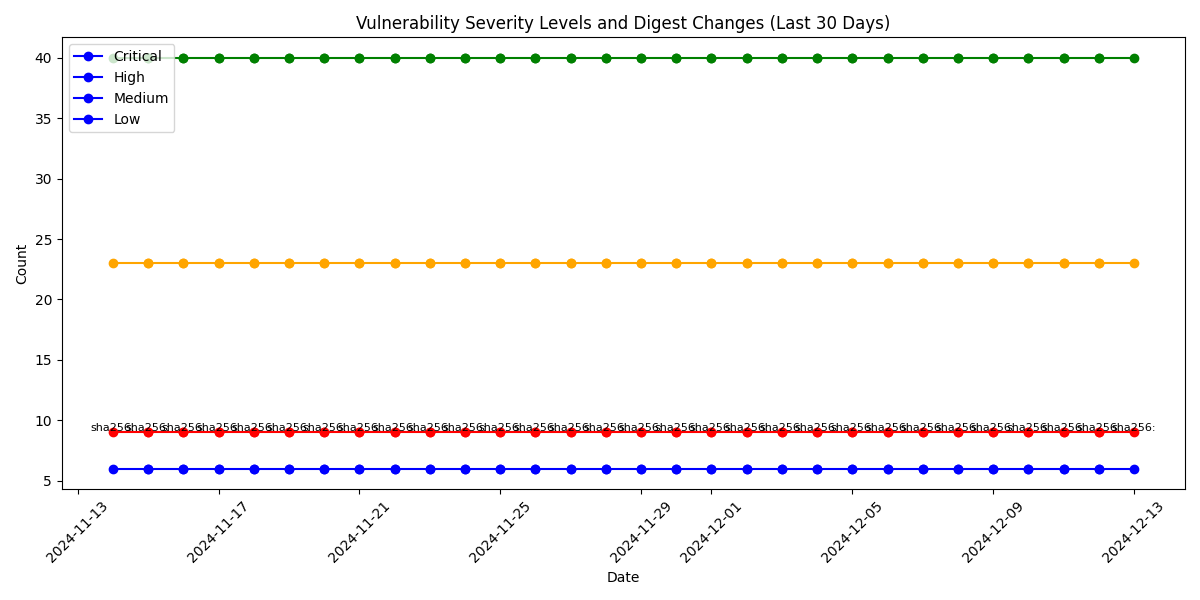 Vulnerability Severity Levels and Digest Changes (Last 30 Days)
Critical
High
Medium
Low
40
35
30
25
20
15
10
5
Count
sha256: sha256: sha256: sha256: sha256: sha256: sha256: sha256: sha256: sha256: sha256: sha256: sha256: sha256: sha256: sha256: sha256: sha256: sha256: sha256: sha256: sha256: sha256: sha256: sha256: sha256: sha256: sha256: sha256: sha256:
2024-11-13
2024-11-17
2024-11-21
2024-11-25
2024-11-29
2024-12-01
2024-12-05
2024-12-09
2024-12-13
Date